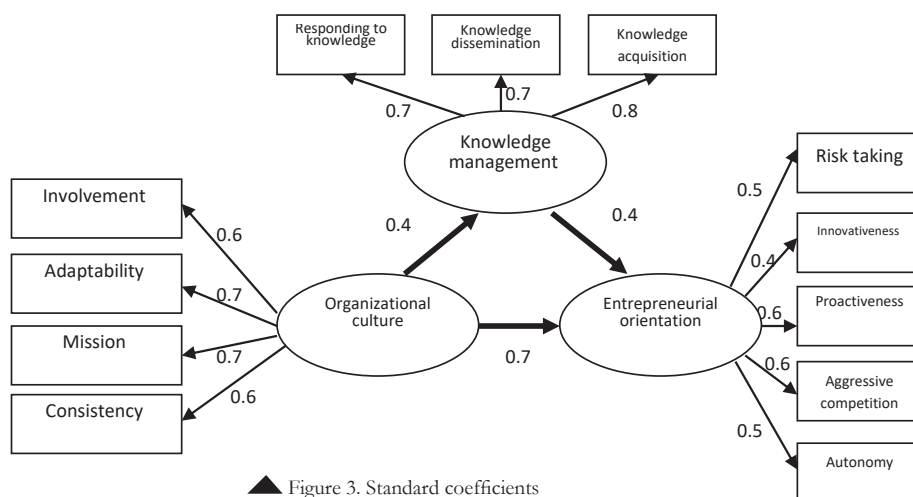 Responding to
knowledge
Knowledge
dissemination
Knowledge
acquisition
0.7
0.7
0.8
Knowledge
management
Risk taking
Involvement
0.5
0.6
0.4
0.4
Innovativeness
0.4
Adaptability
0.7
Organizational
culture
Entrepreneurial
orientation
Proactiveness
0.6
Mission
0.7
0.7
0.6
Aggressive
competition
Consistency
0.6
0.5
Autonomy
Figure 3. Standard coefficients